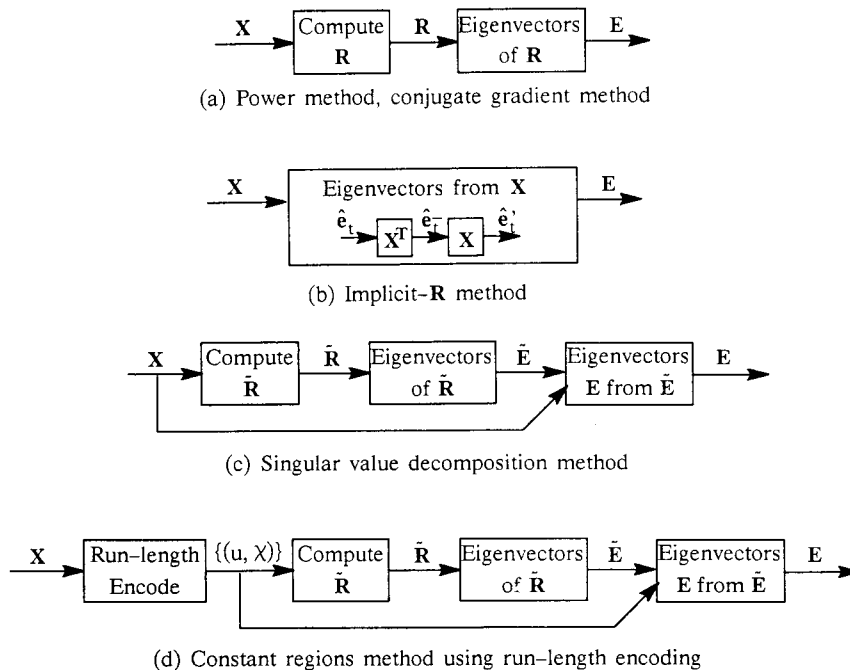 X Compute R R Eigenvectors of R E
(a) Power method, conjugate gradient method
X Eigenvectors from X E
ê_t X^T ê_t^- X ê_t'
(b) Implicit-R method
X Compute R̃ R̃ Eigenvectors of R̃ Ẽ Eigenvectors E from Ẽ E
(c) Singular value decomposition method
X Run-length Encode {(u, χ)} Compute R̃ R̃ Eigenvectors of R̃ Ẽ Eigenvectors E from Ẽ E
(d) Constant regions method using run-length encoding